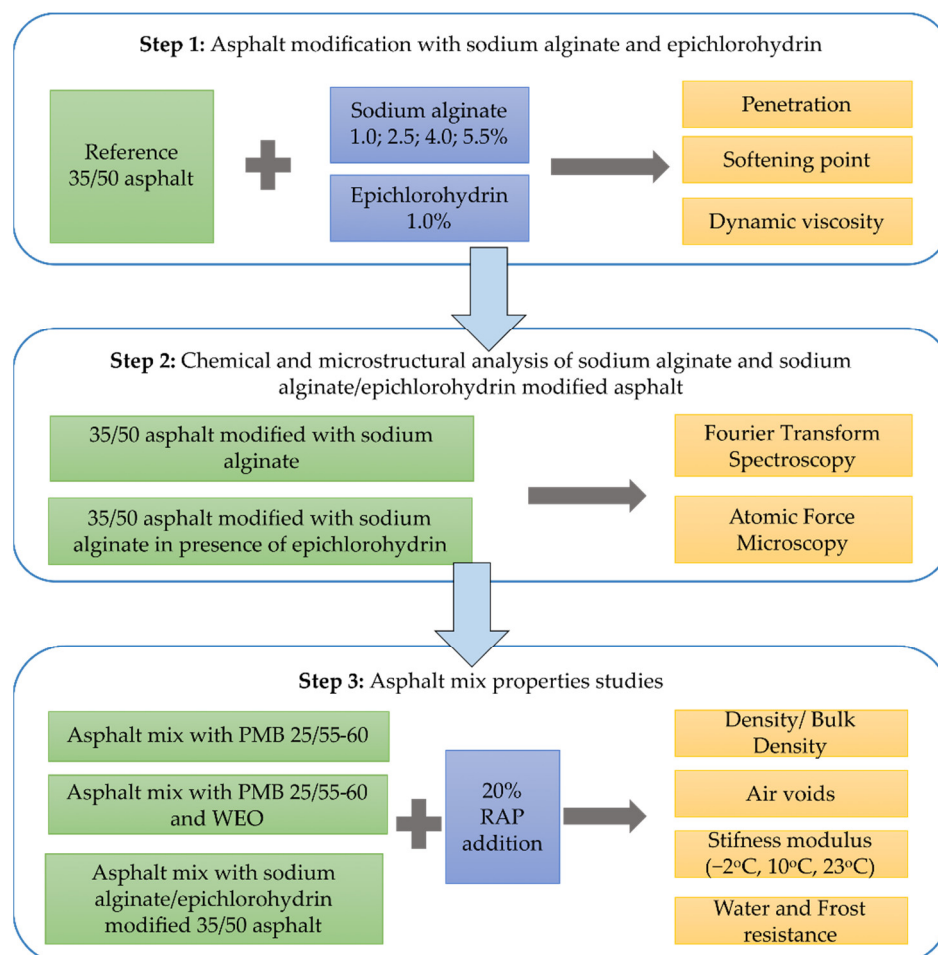 Step 1: Asphalt modification with sodium alginate and epichlorohydrin
Reference
35/50 asphalt
Sodium alginate
1.0; 2.5; 4.0; 5.5%
Epichlorohydrin
1.0%
Penetration
Softening point
Dynamic viscosity
Step 2: Chemical and microstructural analysis of sodium alginate and sodium
alginate/epichlorohydrin modified asphalt
35/50 asphalt modified with sodium
alginate
35/50 asphalt modified with sodium
alginate in presence of epichlorohydrin
Fourier Transform
Spectroscopy
Atomic Force
Microscopy
Step 3: Asphalt mix properties studies
Asphalt mix with PMB 25/55-60
Asphalt mix with PMB 25/55-60
and WEO
Asphalt mix with sodium
alginate/epichlorohydrin
modified 35/50 asphalt
20%
RAP
addition
Density/ Bulk
Density
Air voids
Stifness modulus
(−2°C, 10°C, 23°C)
Water and Frost
resistance